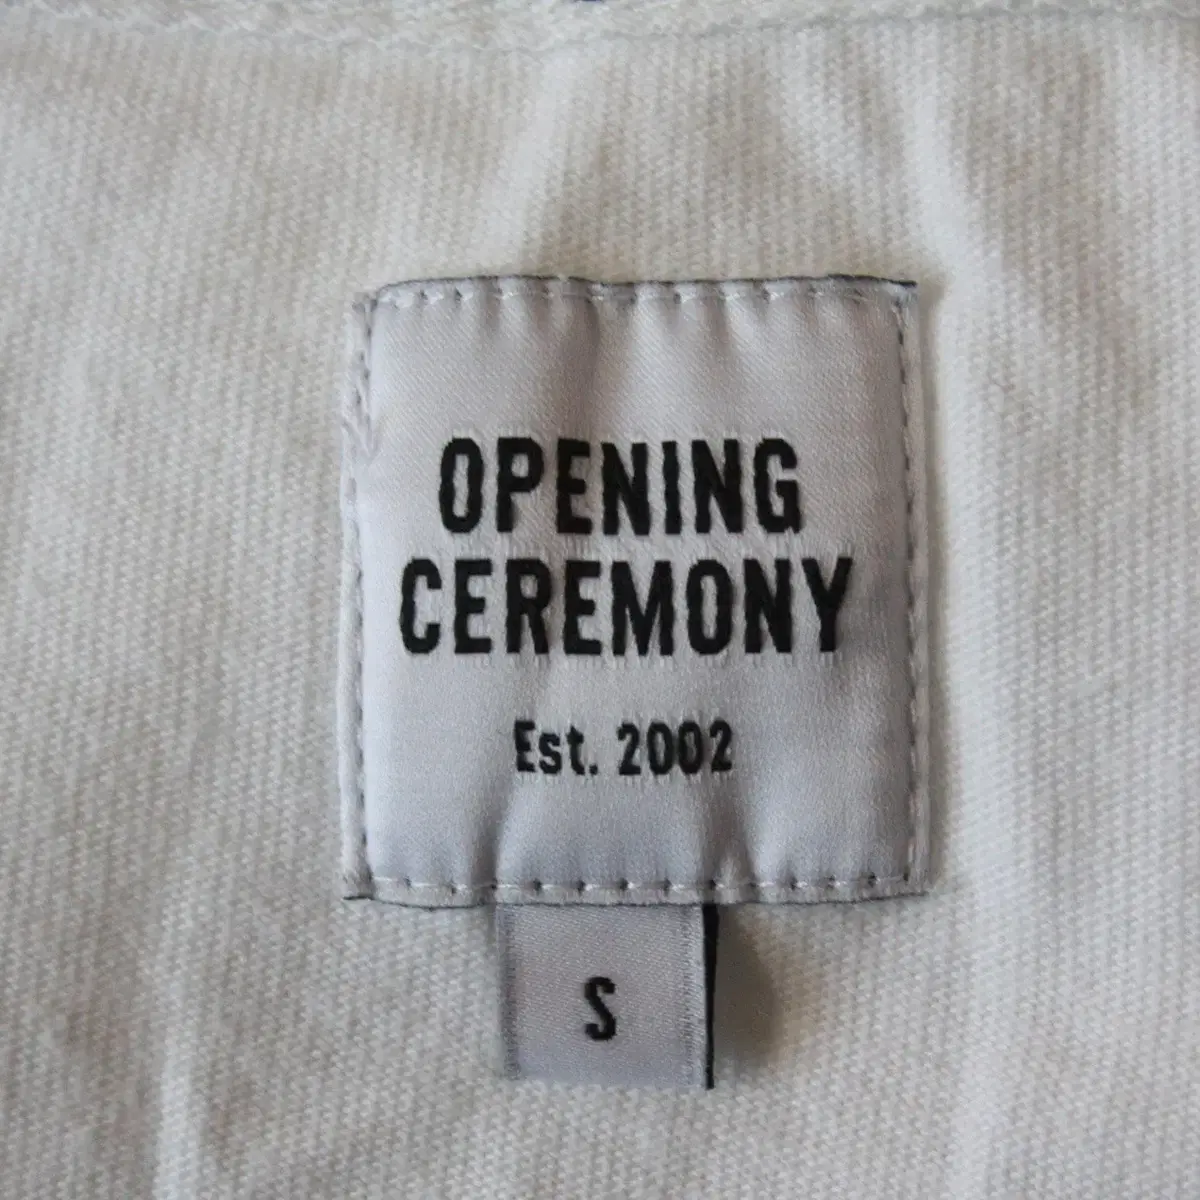 OPENING
CEREMONY
Est. 2002
S